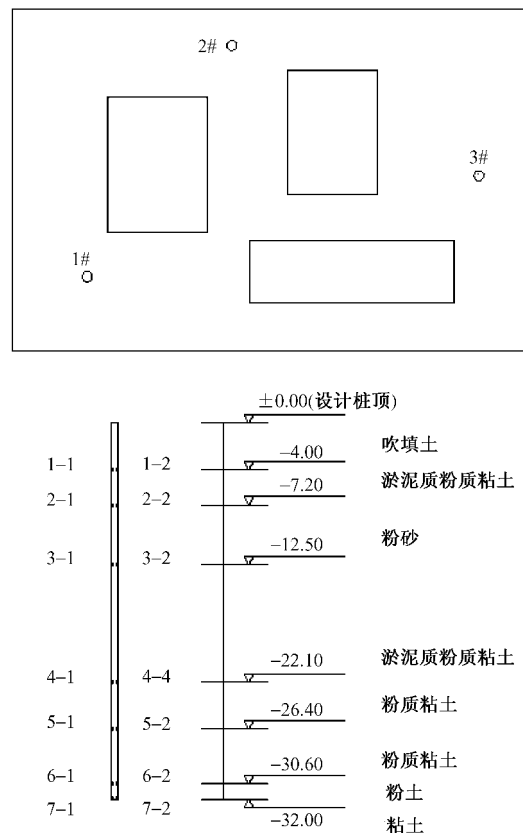 2#
3#
1#
±0.00(设计桩顶)
吹填土
1-1 1-2 -4.00
淤泥质粉质粘土
2-1 2-2 -7.20
粉砂
3-1 3-2 -12.50
淤泥质粉质粘土
4-1 4-4 -22.10
粉质粘土
5-1 5-2 -26.40
粉质粘土
6-1 6-2 -30.60
粉土
7-1 7-2 -32.00
粘土